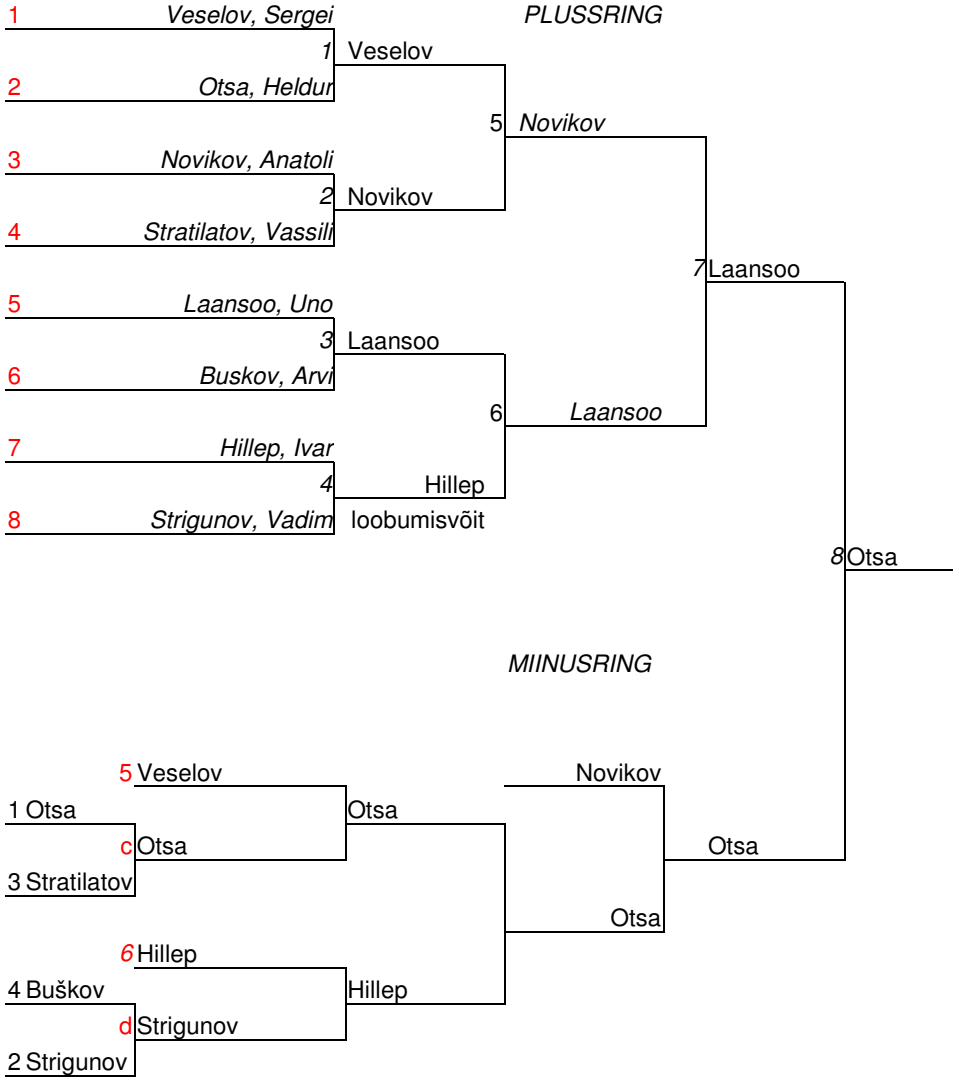 1 Veselov, Sergei PLUSSRING
1 Veselov
2 Otsa, Heldur
5 Novikov
3 Novikov, Anatoli
2 Novikov
4 Stratilatov, Vassili
7 Laansoo
5 Laansoo, Uno
3 Laansoo
6 Buskov, Arvi
6 Laansoo
7 Hillep, Ivar
4 Hillep
8 Strigunov, Vadim loobumisvõit
8 Otsa
MIINUSRING
5 Veselov Novikov
1 Otsa Otsa
c Otsa Otsa
3 Stratilatov
Otsa
6 Hillep
4 Buškov Hillep
d Strigunov
2 Strigunov